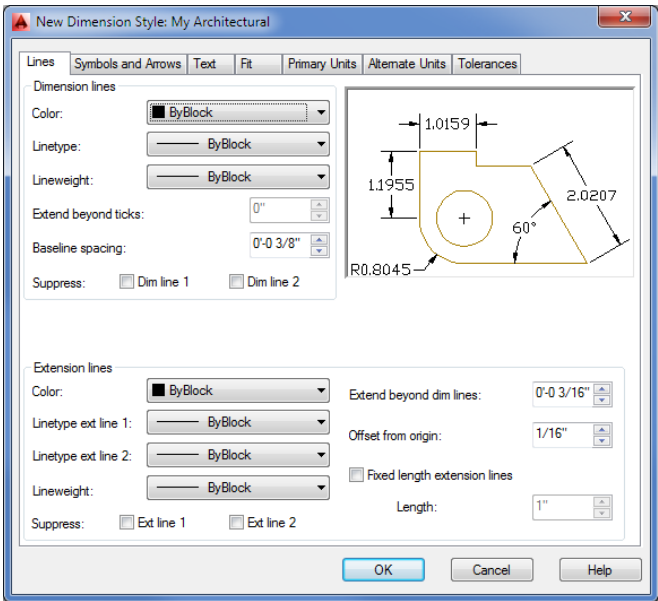 New Dimension Style: My Architectural
Lines Symbols and Arrows Text Fit Primary Units Alternate Units Tolerances
Dimension lines
Color: ByBlock
Linetype: ByBlock
Lineweight: ByBlock
Extend beyond ticks: 0"
Baseline spacing: 0'-0 3/8"
Suppress: Dim line 1 Dim line 2
1.0159
1.1955
2.0207
60°
R0.8045
Extension lines
Color: ByBlock
Linetype ext line 1: ByBlock
Linetype ext line 2: ByBlock
Lineweight: ByBlock
Suppress: Ext line 1 Ext line 2
Extend beyond dim lines: 0'-0 3/16"
Offset from origin: 1/16"
Fixed length extension lines
Length: 1"
OK Cancel Help